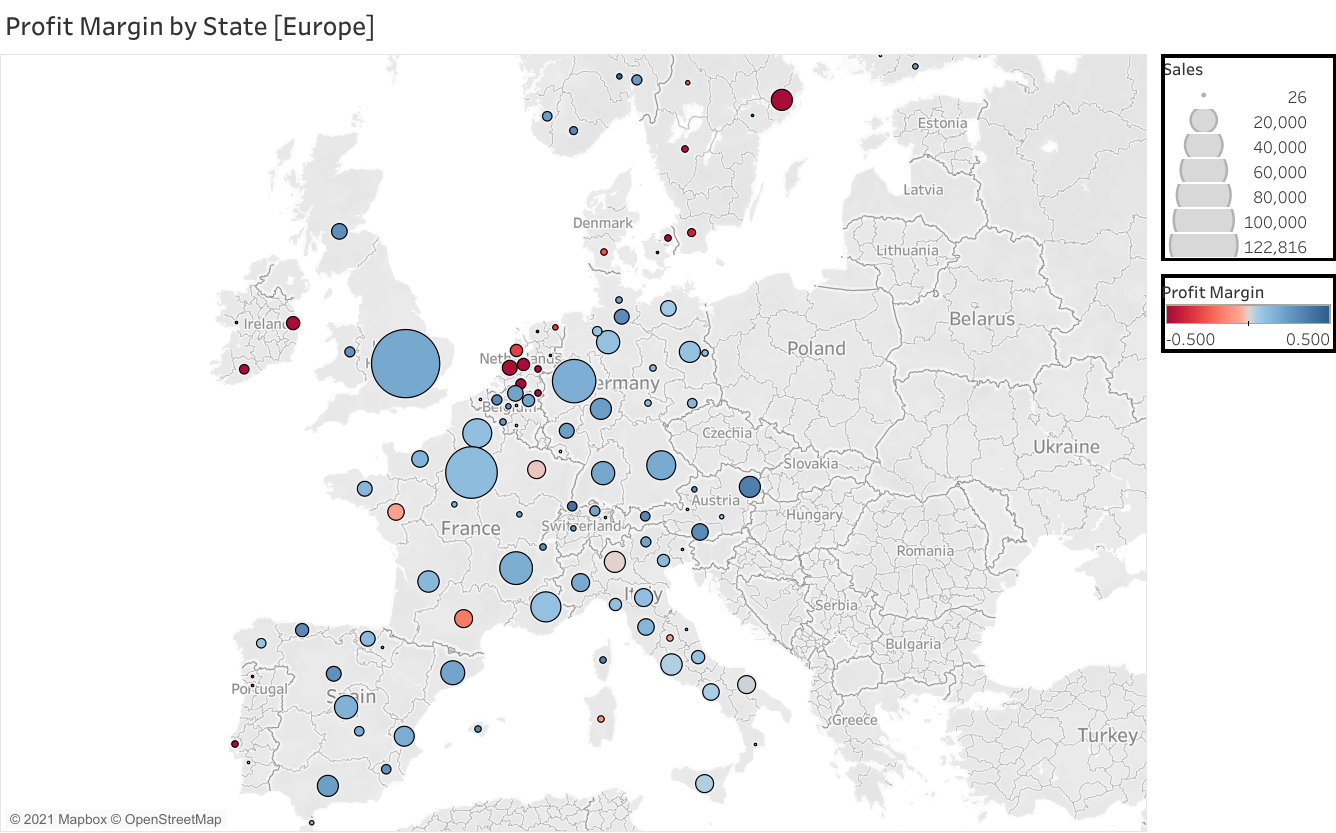 Profit Margin by State [Europe]
Sales
26
20,000
40,000
60,000
80,000
100,000
122,816
Profit Margin
-0.500 0.500
Estonia
Latvia
Denmark
Lithuania
Ireland
Belarus
Poland
Germany
Ukraine
Czechia
Slovakia
Austria
Hungary
France
Switzerland
Romania
Italy
Serbia
Bulgaria
Portugal
Spain
Greece
Turkey
© 2021 Mapbox © OpenStreetMap